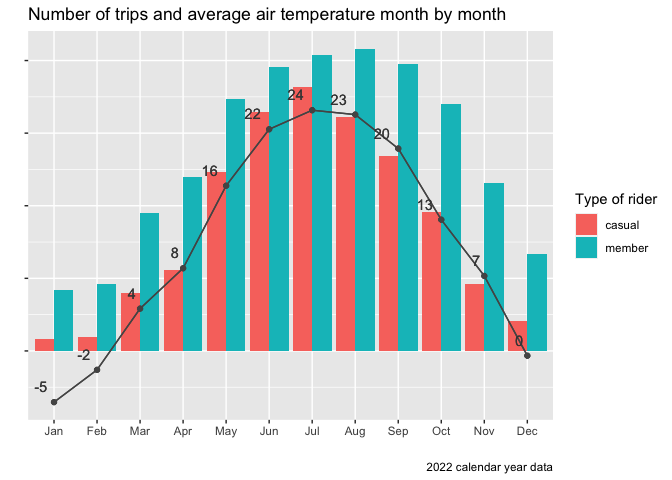 Number of trips and average air temperature month by month
24
23
22
20
16
13
8
7
4
0
-2
-5
Jan Feb Mar Apr May Jun Jul Aug Sep Oct Nov Dec
Type of rider
casual
member
2022 calendar year data